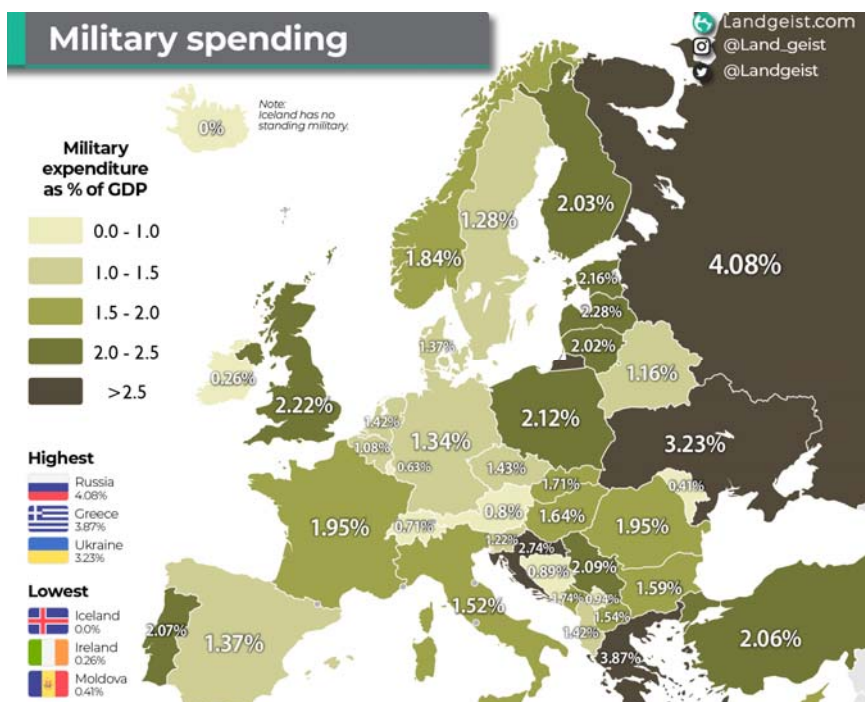 Military spending
Landgeist.com
@Land_geist
@Landgeist
Note:
Iceland has no
standing military.
0%
Military
expenditure
as % of GDP
0.0 - 1.0
1.0 - 1.5
1.5 - 2.0
2.0 - 2.5
>2.5
2.03%
1.28%
1.84%
4.08%
2.16%
2.28%
2.02%
1.37%
1.16%
0.26%
2.22%
2.12%
1.42%
1.34%
1.08%
0.63%
1.43%
3.23%
1.71%
0.41%
0.8%
1.64%
1.95%
0.71%
1.95%
1.22%
2.74%
2.09%
0.89%
1.59%
1.74%
0.94%
1.52%
1.54%
2.07%
1.37%
1.42%
2.06%
3.87%
Highest
Russia
4.08%
Greece
3.87%
Ukraine
3.23%
Lowest
Iceland
0.0%
Ireland
0.26%
Moldova
0.41%